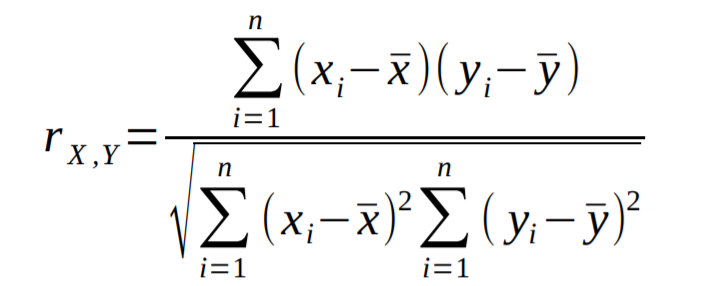 r_{X,Y} = \frac{\sum_{i=1}^{n} (x_i - \bar{x})(y_i - \bar{y})}{\sqrt{\sum_{i=1}^{n} (x_i - \bar{x})^2 \sum_{i=1}^{n} (y_i - \bar{y})^2}}